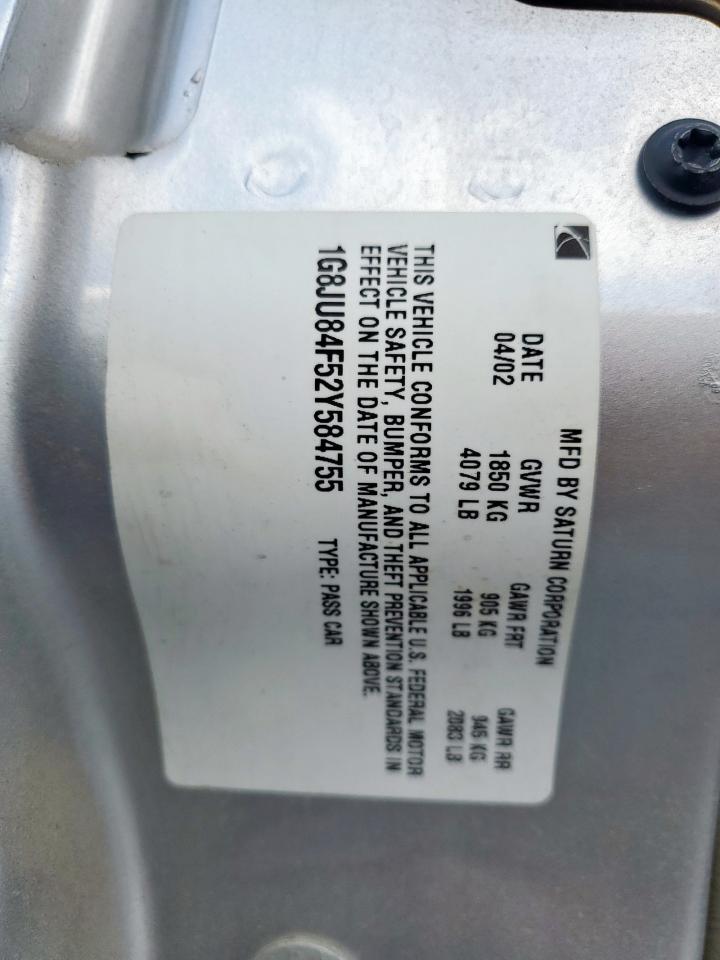 MFD BY SATURN CORPORATION
DATE GVWR GAWR FRT GAWR RR
04/02 1850 KG 905 KG 945 KG
4079 LB 1996 LB 2083 LB
THIS VEHICLE CONFORMS TO ALL APPLICABLE U.S. FEDERAL MOTOR
VEHICLE SAFETY, BUMPER, AND THEFT PREVENTION STANDARDS IN
EFFECT ON THE DATE OF MANUFACTURE SHOWN ABOVE.
1G8JU84F52Y584755 TYPE: PASS CAR